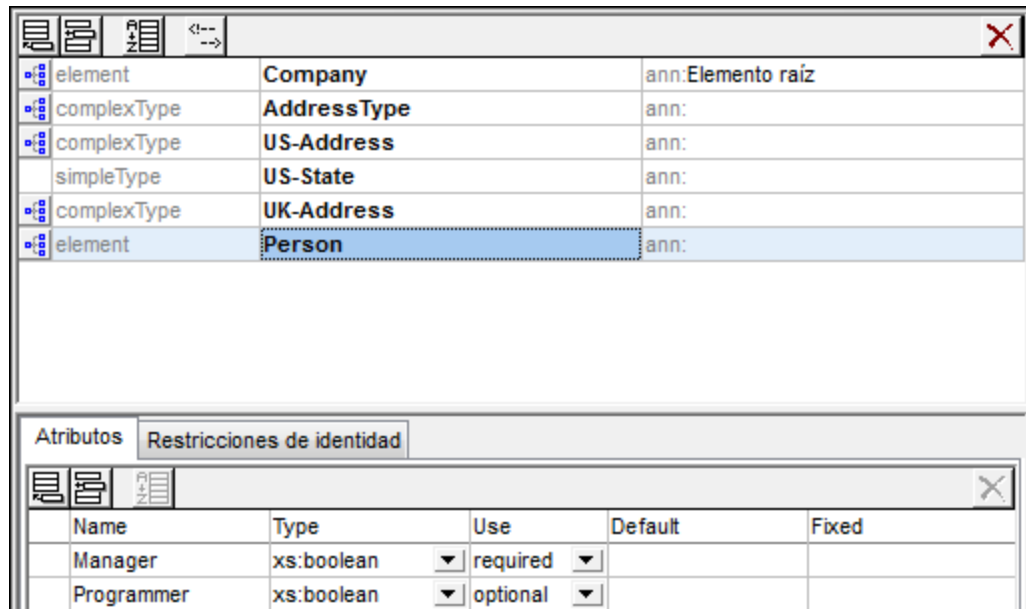 <!-- -->
element Company ann:Elemento raíz
complexType AddressType ann:
complexType US-Address ann:
simpleType US-State ann:
complexType UK-Address ann:
element Person ann:
Atributos Restricciones de identidad
Name Type Use Default Fixed
Manager xs:boolean required
Programmer xs:boolean optional